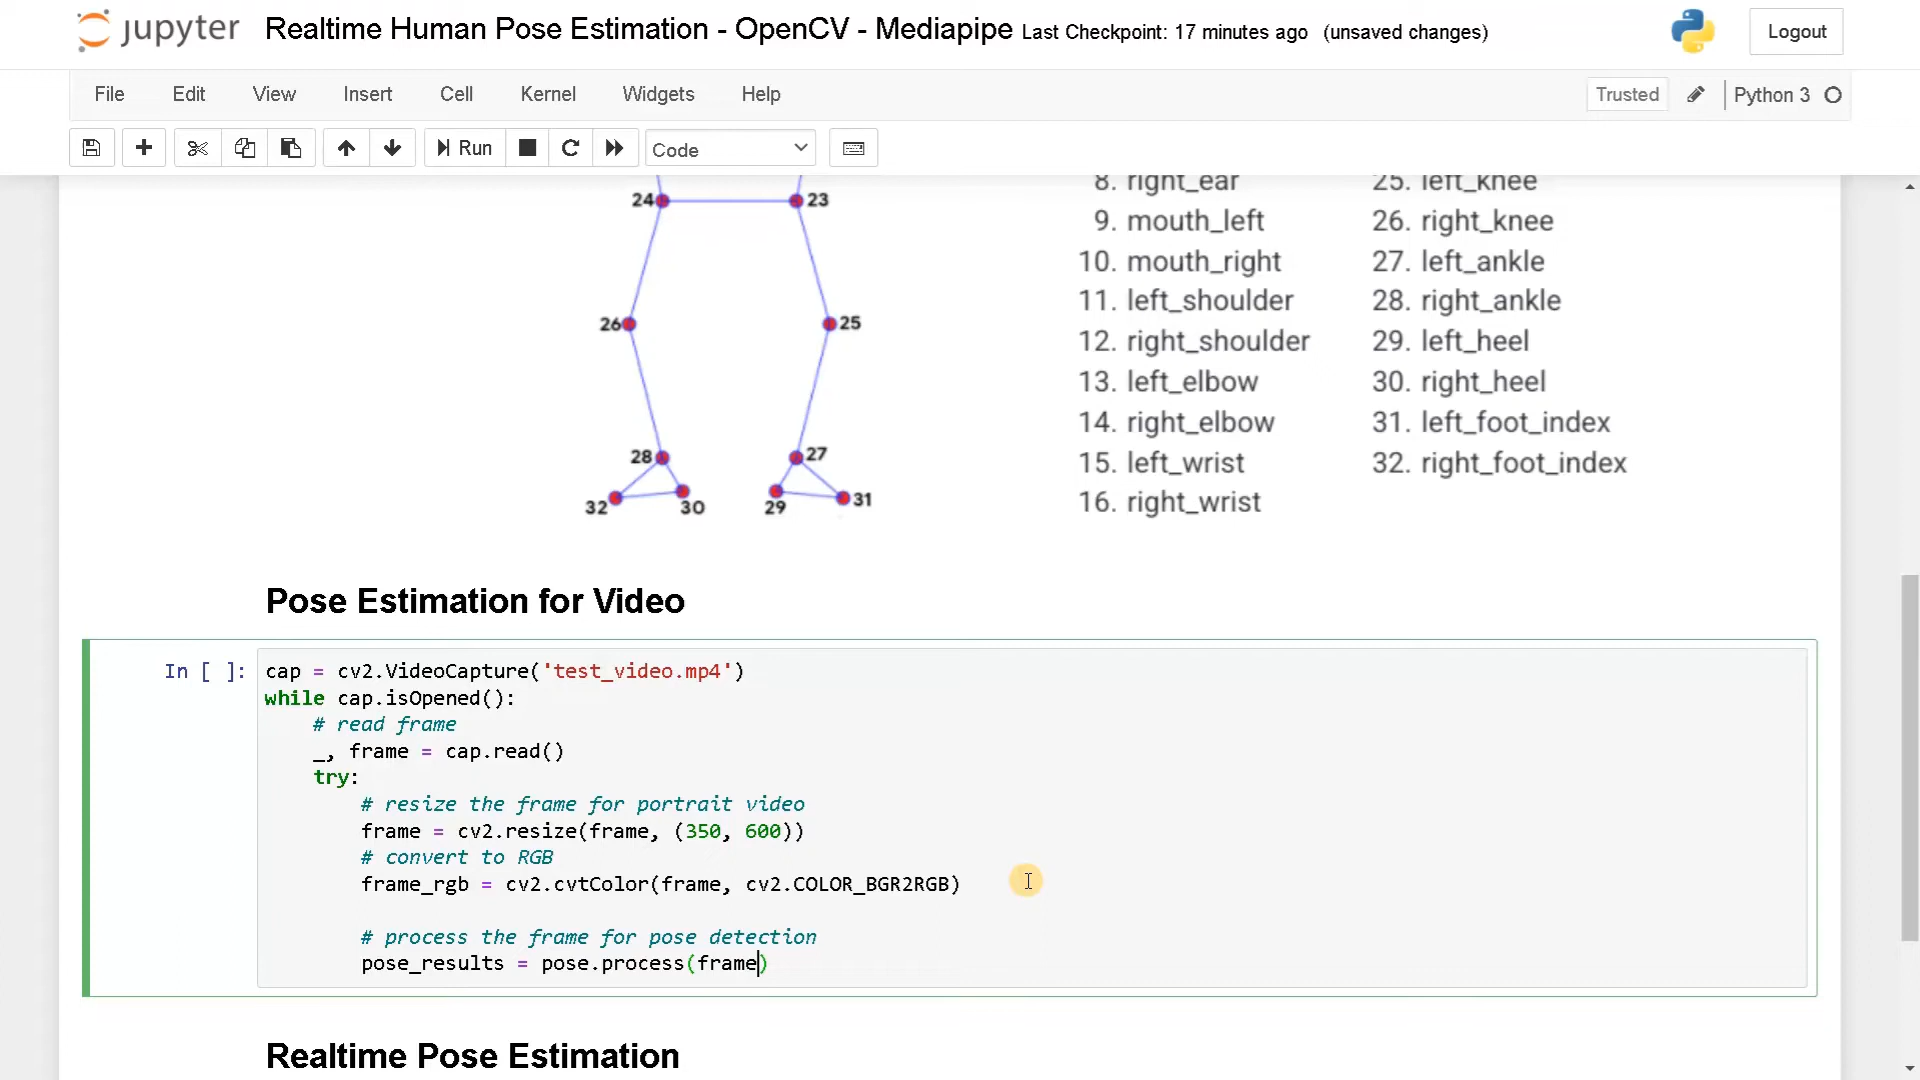 jupyter Realtime Human Pose Estimation - OpenCV - Mediapipe Last Checkpoint: 17 minutes ago (unsaved changes) Logout
File Edit View Insert Cell Kernel Widgets Help Trusted Python 3
Run Code
24 23
26 25
28 27
32 30 29 31
8. right_ear
9. mouth_left
10. mouth_right
11. left_shoulder
12. right_shoulder
13. left_elbow
14. right_elbow
15. left_wrist
16. right_wrist
25. left_knee
26. right_knee
27. left_ankle
28. right_ankle
29. left_heel
30. right_heel
31. left_foot_index
32. right_foot_index
Pose Estimation for Video
In [ ]:
cap = cv2.VideoCapture('test_video.mp4')
while cap.isOpened():
    # read frame
    _, frame = cap.read()
    try:
        # resize the frame for portrait video
        frame = cv2.resize(frame, (350, 600))
        # convert to RGB
        frame_rgb = cv2.cvtColor(frame, cv2.COLOR_BGR2RGB)
        # process the frame for pose detection
        pose_results = pose.process(frame)
Realtime Pose Estimation